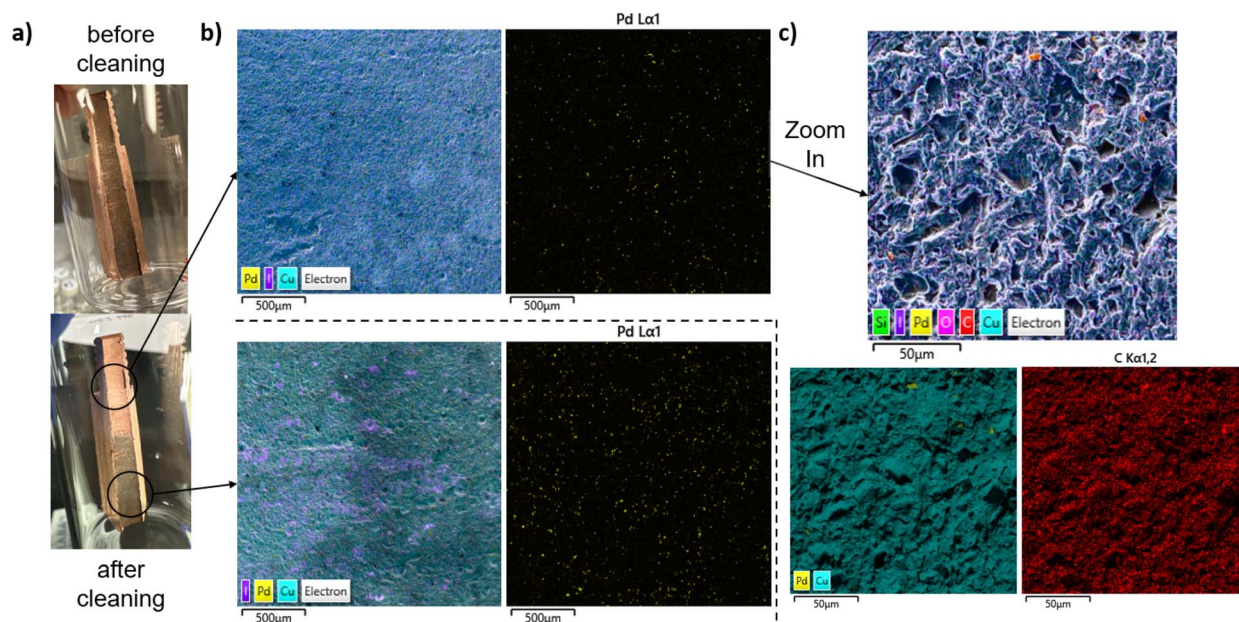 a)
before
cleaning
after
cleaning
b)
Pd Lα1
Pd I Cu Electron
500µm
500µm
Pd Lα1
I Pd Cu Electron
500µm
500µm
c)
Zoom
In
Si I Pd O C Cu Electron
50µm
C Kα1,2
Pd Cu
50µm
50µm